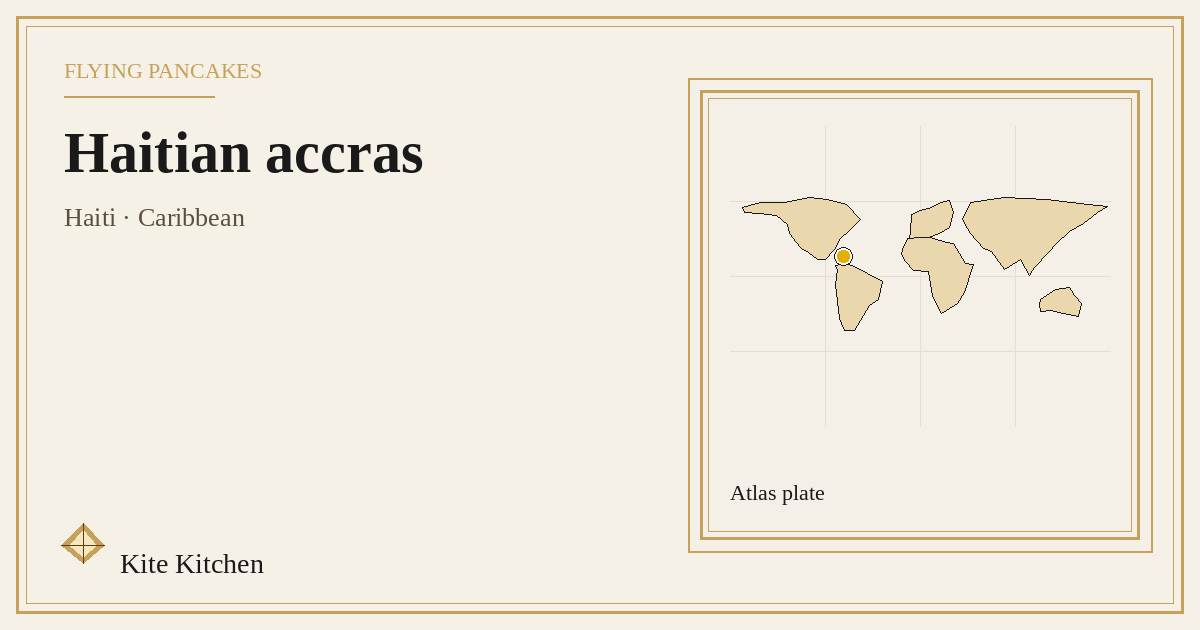 FLYING PANCAKES
Haitian accras
Haiti · Caribbean
Atlas plate
Kite Kitchen